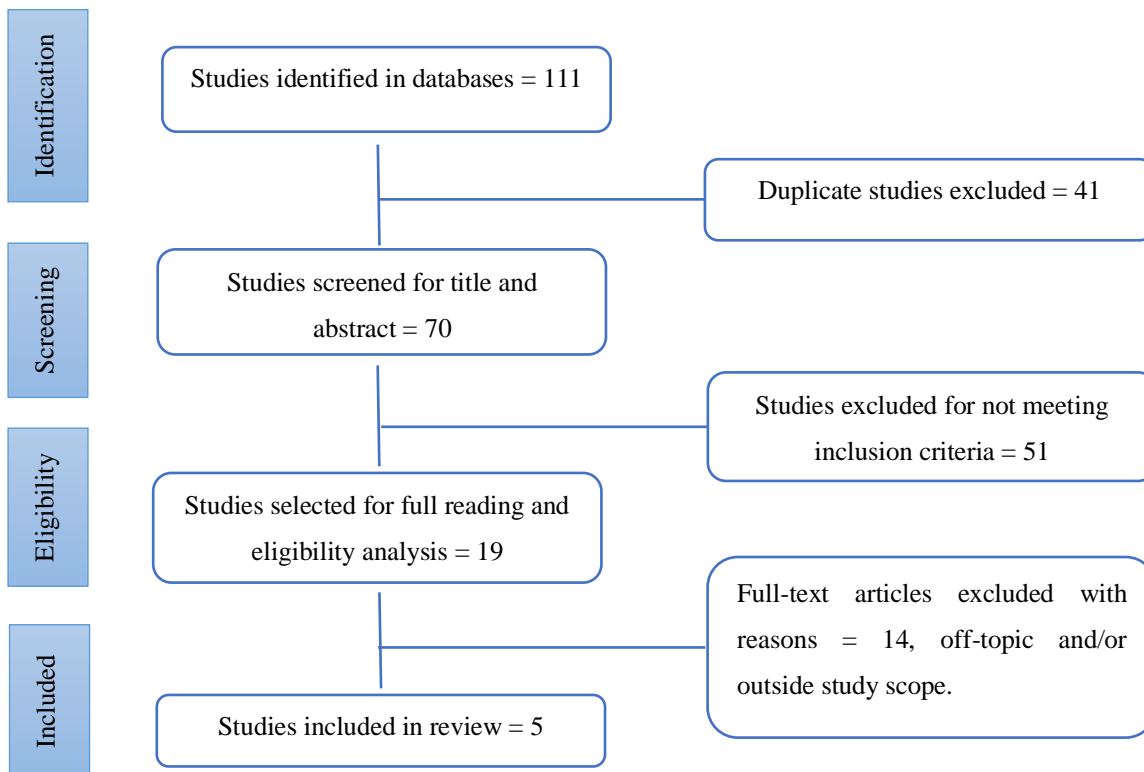 Identification
Studies identified in databases = 111
Duplicate studies excluded = 41
Screening
Studies screened for title and
abstract = 70
Studies excluded for not meeting
inclusion criteria = 51
Eligibility
Studies selected for full reading and
eligibility analysis = 19
Full-text articles excluded with
reasons = 14, off-topic and/or
outside study scope.
Included
Studies included in review = 5